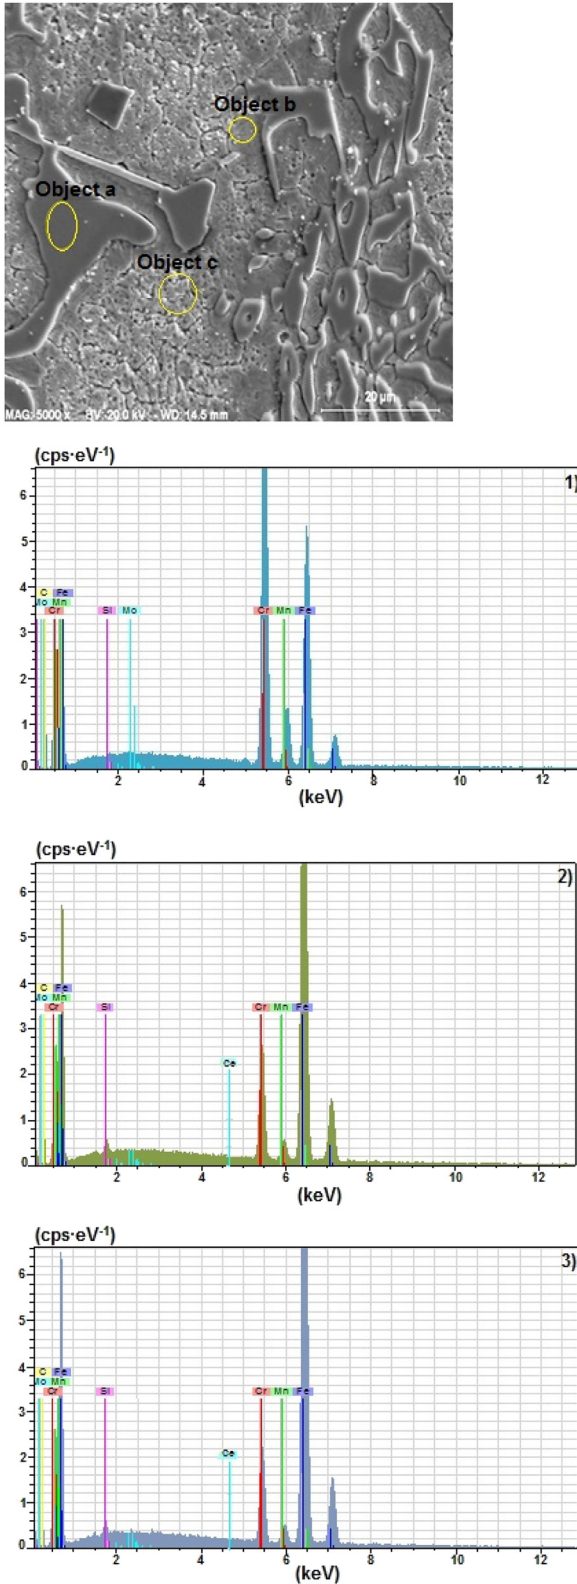 Object b
Object a
Object c
MAG: 5000 x HV: 20.0 kV WD: 14.5 mm
20 µm
(cps·eV⁻¹)
1)
6
5
4
C Fe
Mo Mn
Cr Si Mo Cr Mn Fe
3
2
1
0
2 4 6 8 10 12
(keV)
(cps·eV⁻¹)
2)
6
5
4
C Fe
Mo Mn
Cr Si Cr Mn Fe
3
Ce
2
1
0
2 4 6 8 10 12
(keV)
(cps·eV⁻¹)
3)
6
5
4
C Fe
Mo Mn
Cr Si Cr Mn Fe
3
Ce
2
1
0
2 4 6 8 10 12
(keV)